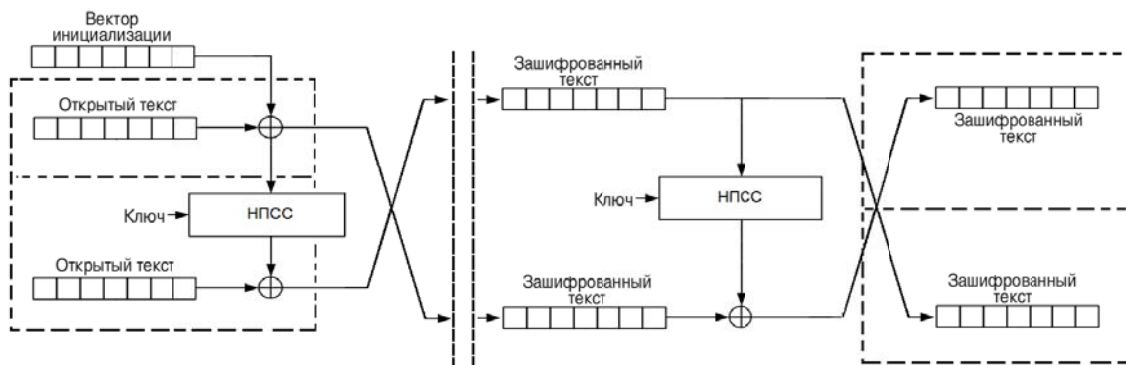 Вектор
инициализации
Открытый текст
Ключ
НПСС
Открытый текст
Зашифрованный
текст
Ключ
НПСС
Зашифрованный
текст
Зашифрованный
текст
Зашифрованный
текст